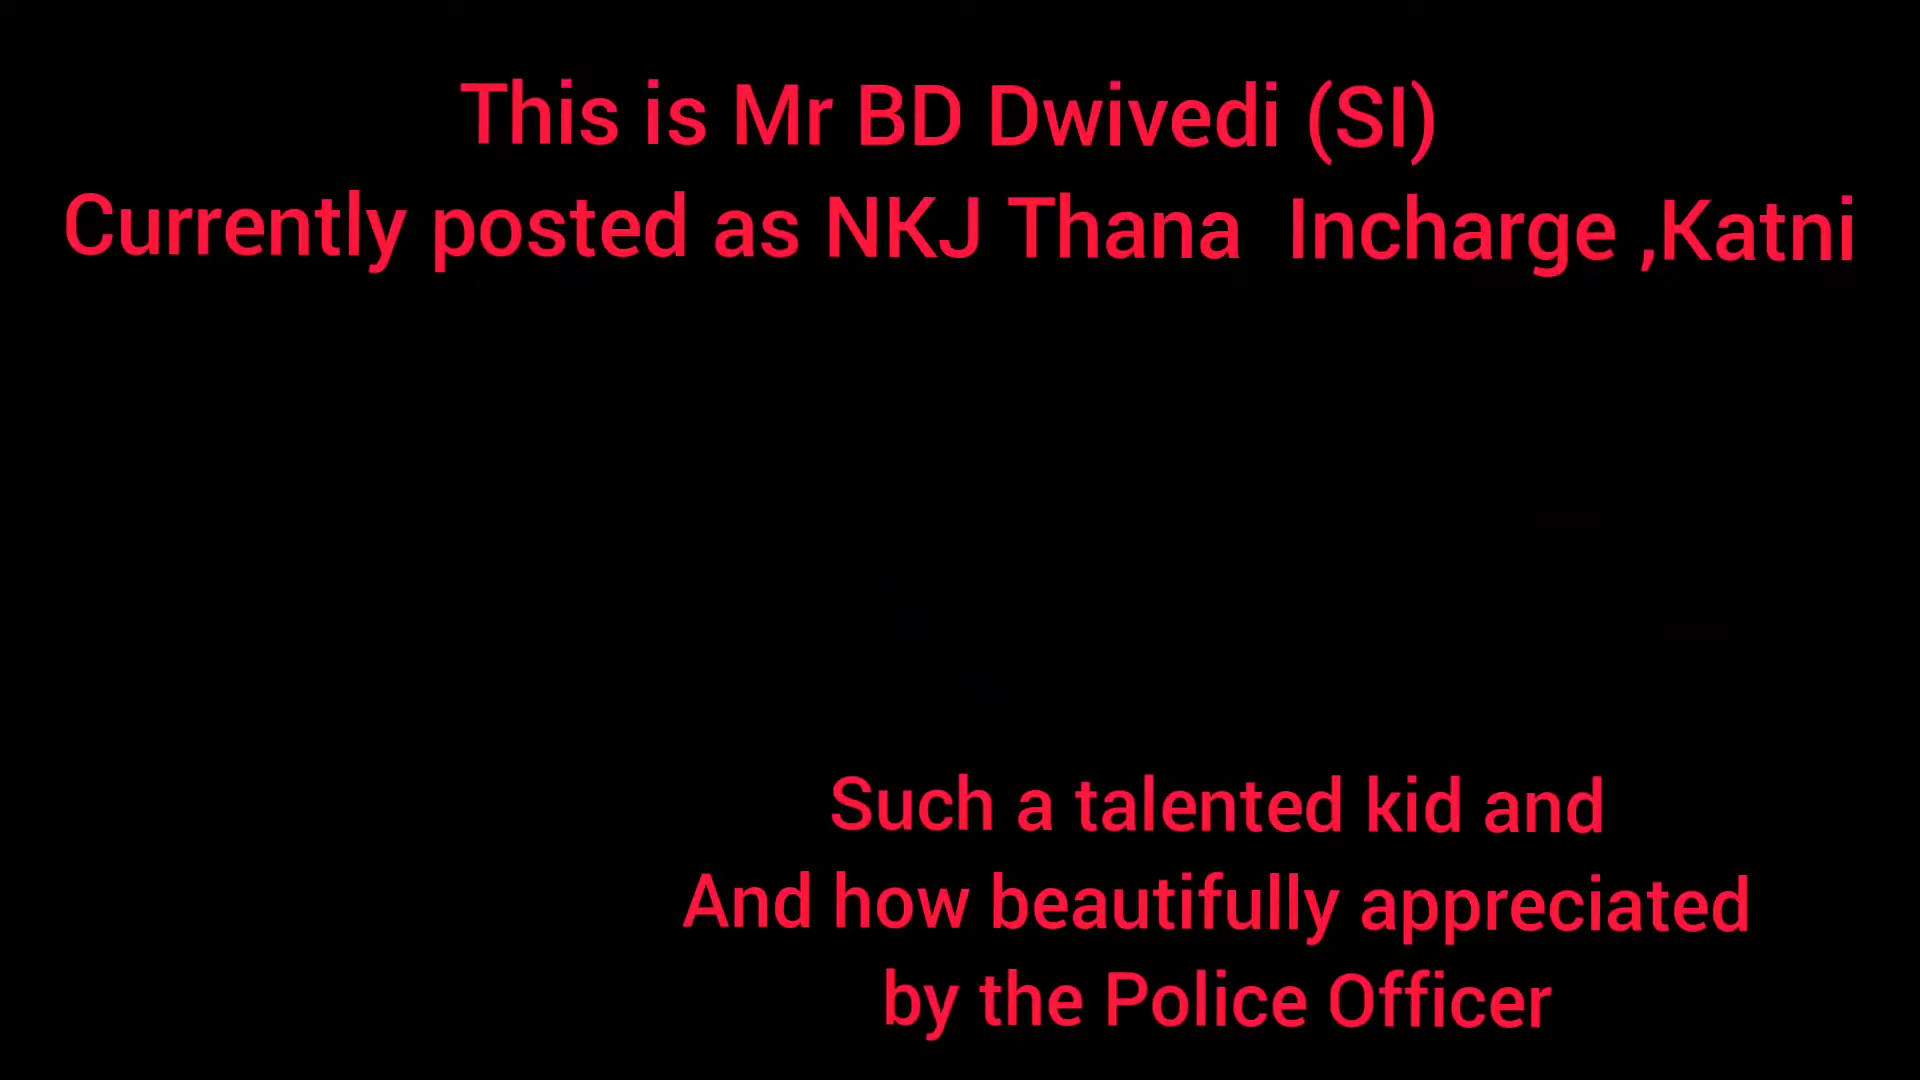 This is Mr BD Dwivedi (SI)
Currently posted as NKJ Thana  Incharge ,Katni
Such a talented kid and
And how beautifully appreciated
by the Police Officer